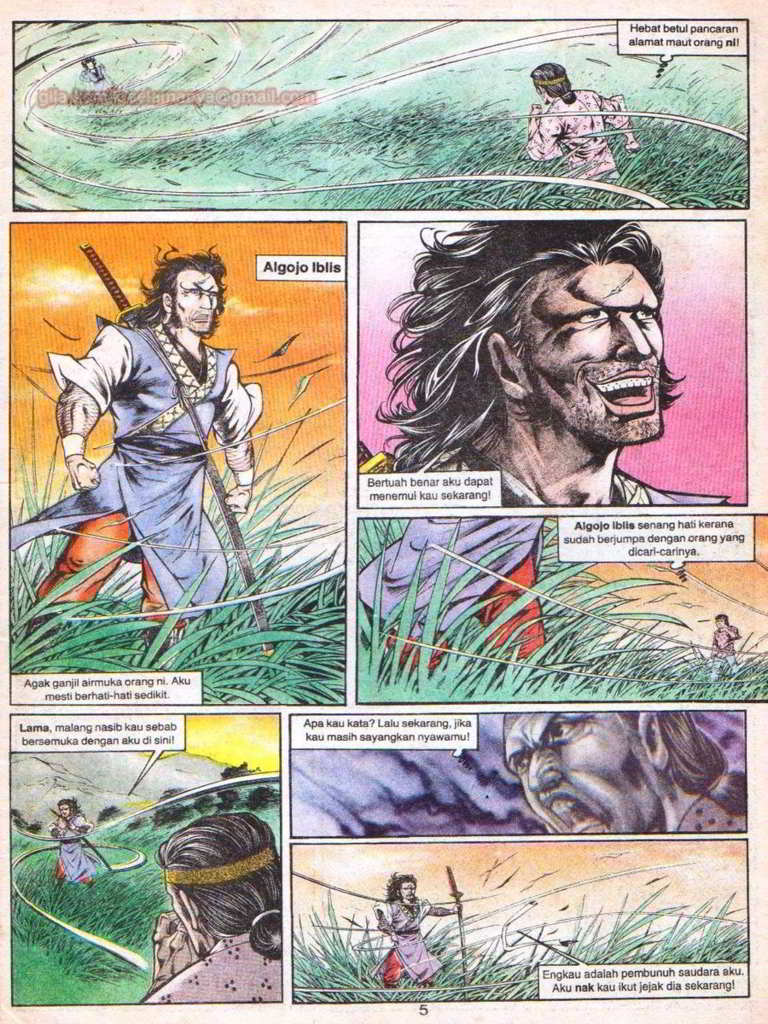 Hebat betul pancaran
alamat maut orang ni!
Algojo Iblis
Agak ganjil airmuka orang ni. Aku
mesti berhati-hati sedikit.
Bertuah benar aku dapat
menemui kau sekarang!
Algojo Iblis senang hati kerana
sudah berjumpa dengan orang yang
dicari-carinya.
Lama, malang nasib kau sebab
bersemuka dengan aku di sini!
Apa kau kata? Lalu sekarang, jika
kau masih sayangkan nyawamu!
Engkau adalah pembunuh saudara aku.
Aku nak kau ikut jejak dia sekarang!
5